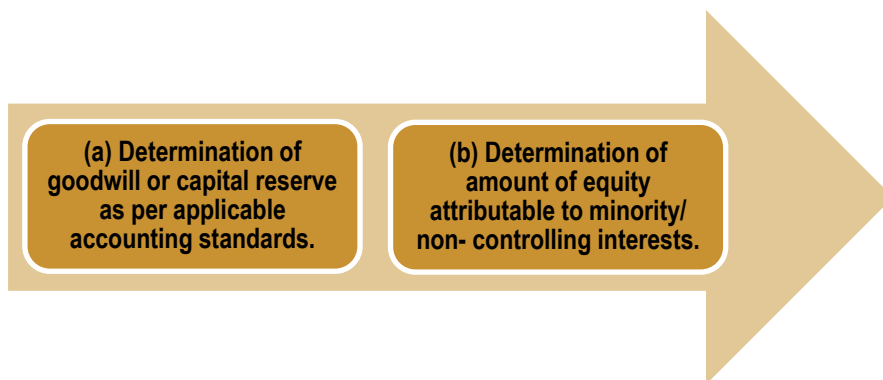 (a) Determination of
goodwill or capital reserve
as per applicable
accounting standards.
(b) Determination of
amount of equity
attributable to minority/
non- controlling interests.